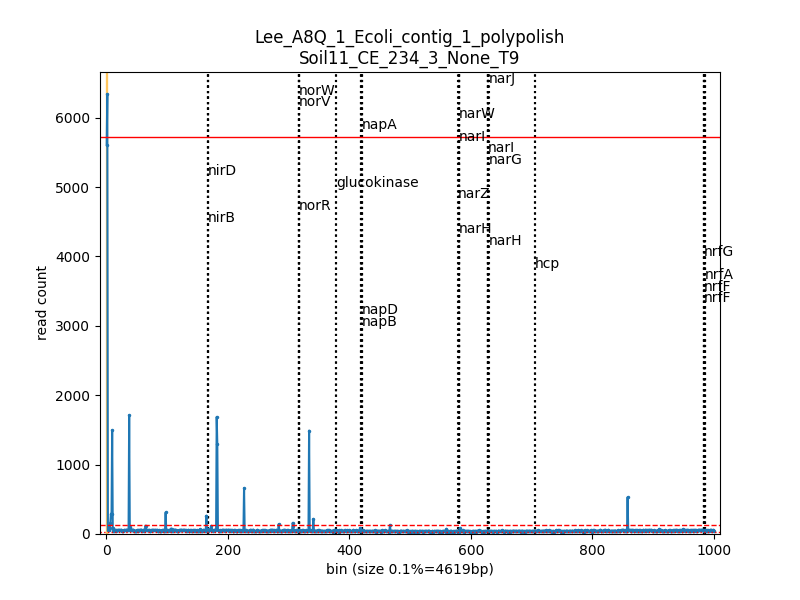 Lee_A8Q_1_Ecoli_contig_1_polypolish
Soil11_CE_234_3_None_T9
read count
6000
5000
4000
3000
2000
1000
0
nirD
nirB
norW
norV
norR
glucokinase
napA
napD
napB
narW
narI
narZ
narH
narJ
narI
narG
narH
hcp
nrfG
nrfA
nrfF
nrfF
0 200 400 600 800 1000
bin (size 0.1%=4619bp)